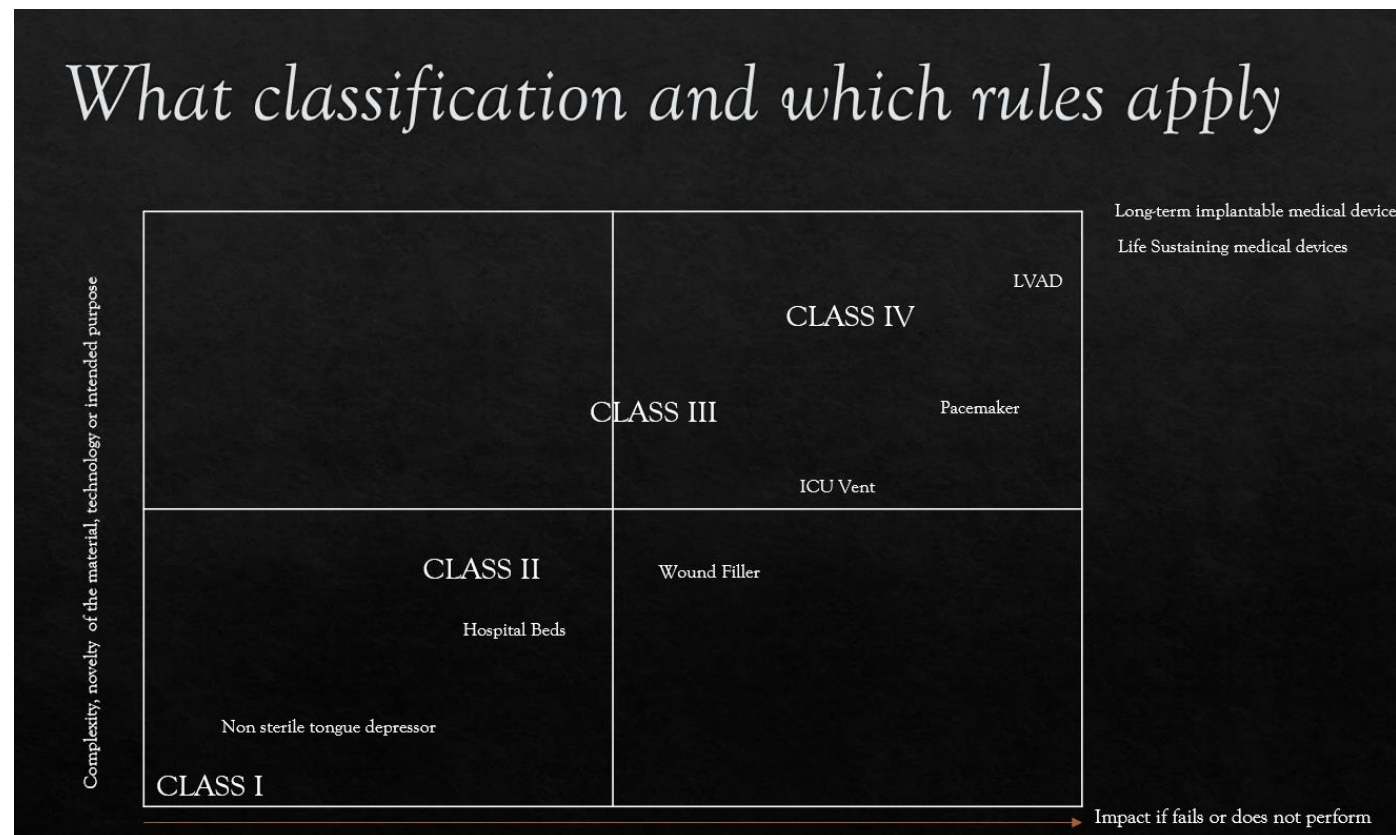 What classification and which rules apply
Long-term implantable medical device
Life Sustaining medical devices
LVAD
CLASS IV
CLASS III
Pacemaker
ICU Vent
CLASS II
Wound Filler
Hospital Beds
Non sterile tongue depressor
CLASS I
Complexity, novelty of the material, technology or intended purpose
Impact if fails or does not perform